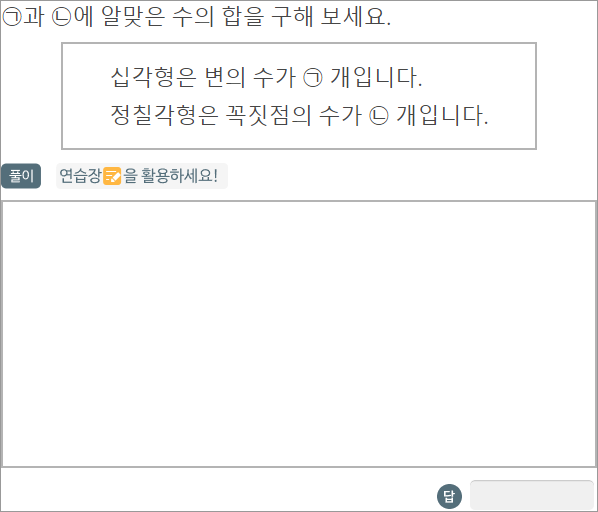 ㉠과 ㉡에 알맞은 수의 합을 구해 보세요.
십각형은 변의 수가 ㉠ 개입니다.
정칠각형은 꼭짓점의 수가 ㉡ 개입니다.
풀이 연습장을 활용하세요!
답